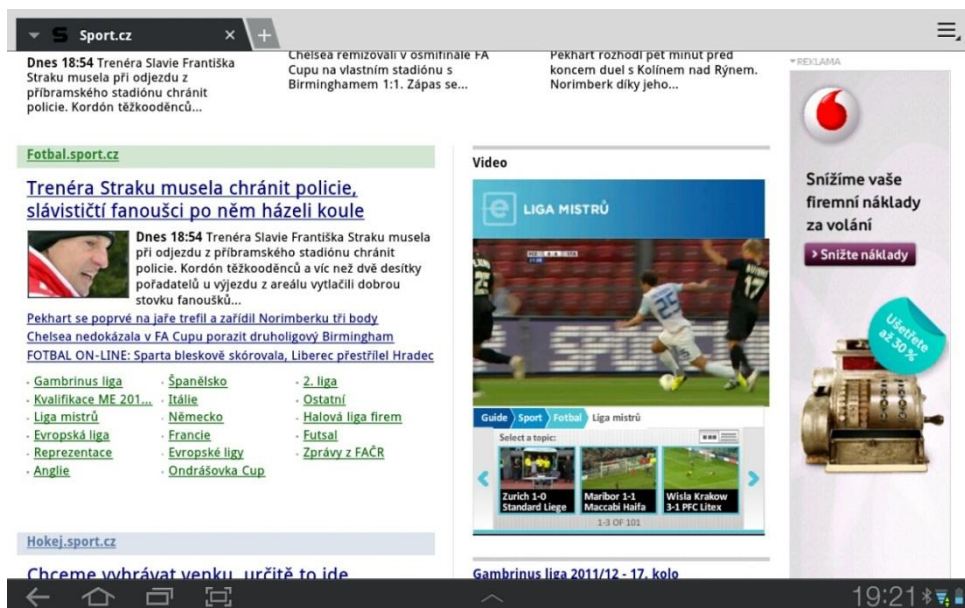 Sport.cz
Dnes 18:54 Trenéra Slavie Františka
Straku musela při odjezdu z
příbramského stadiónu chránit
policie. Kordón těžkooděnců...
Chelsea remizovali v osmifinále FA
Cupu na vlastním stadiónu s
Birminghamem 1:1. Zápas se...
Pekhart rozhodl pět minut před
koncem duel s Kolínem nad Rýnem.
Norimberk díky jeho...
Fotbal.sport.cz
Trenéra Straku musela chránit policie,
slávističtí fanoušci po něm házeli koule
Dnes 18:54 Trenéra Slavie Františka Straku musela
při odjezdu z příbramského stadiónu chránit
policie. Kordón těžkooděnců a víc než dvě desítky
pořadatelů u výjezdu z areálu vytlačili dobrou
stovku fanoušků...
Pekhart se poprvé na jaře trefil a zařídil Norimberku tři body
Chelsea nedokázala v FA Cupu porazit druholigový Birmingham
FOTBAL ON-LINE: Sparta bleskově skórovala, Liberec přestřílel Hradec
Gambrinus liga
Kvalifikace ME 201...
Liga mistrů
Evropská liga
Reprezentace
Anglie
Španělsko
Itálie
Německo
Francie
Evropské ligy
Ondrášovka Cup
2. liga
Ostatní
Halová liga firem
Futsal
Zprávy z FAČR
Hokej.sport.cz
Chceme vyhrávat venku, určitě to jde
Video
e LIGA MISTRŮ
25
25
17
Guide Sport Fotbal Liga mistrů
Select a topic:
Zurich 1-0
Standard Liege
Maribor 1-1
Maccabi Haifa
Wisla Krakow
3-1 PFC Litex
1-3 OF 101
Gambrinus liga 2011/12 - 17. kolo
REKLAMA
Snížíme vaše
firemní náklady
za volání
Snižte náklady
Ušetřete
až 30%
19:21